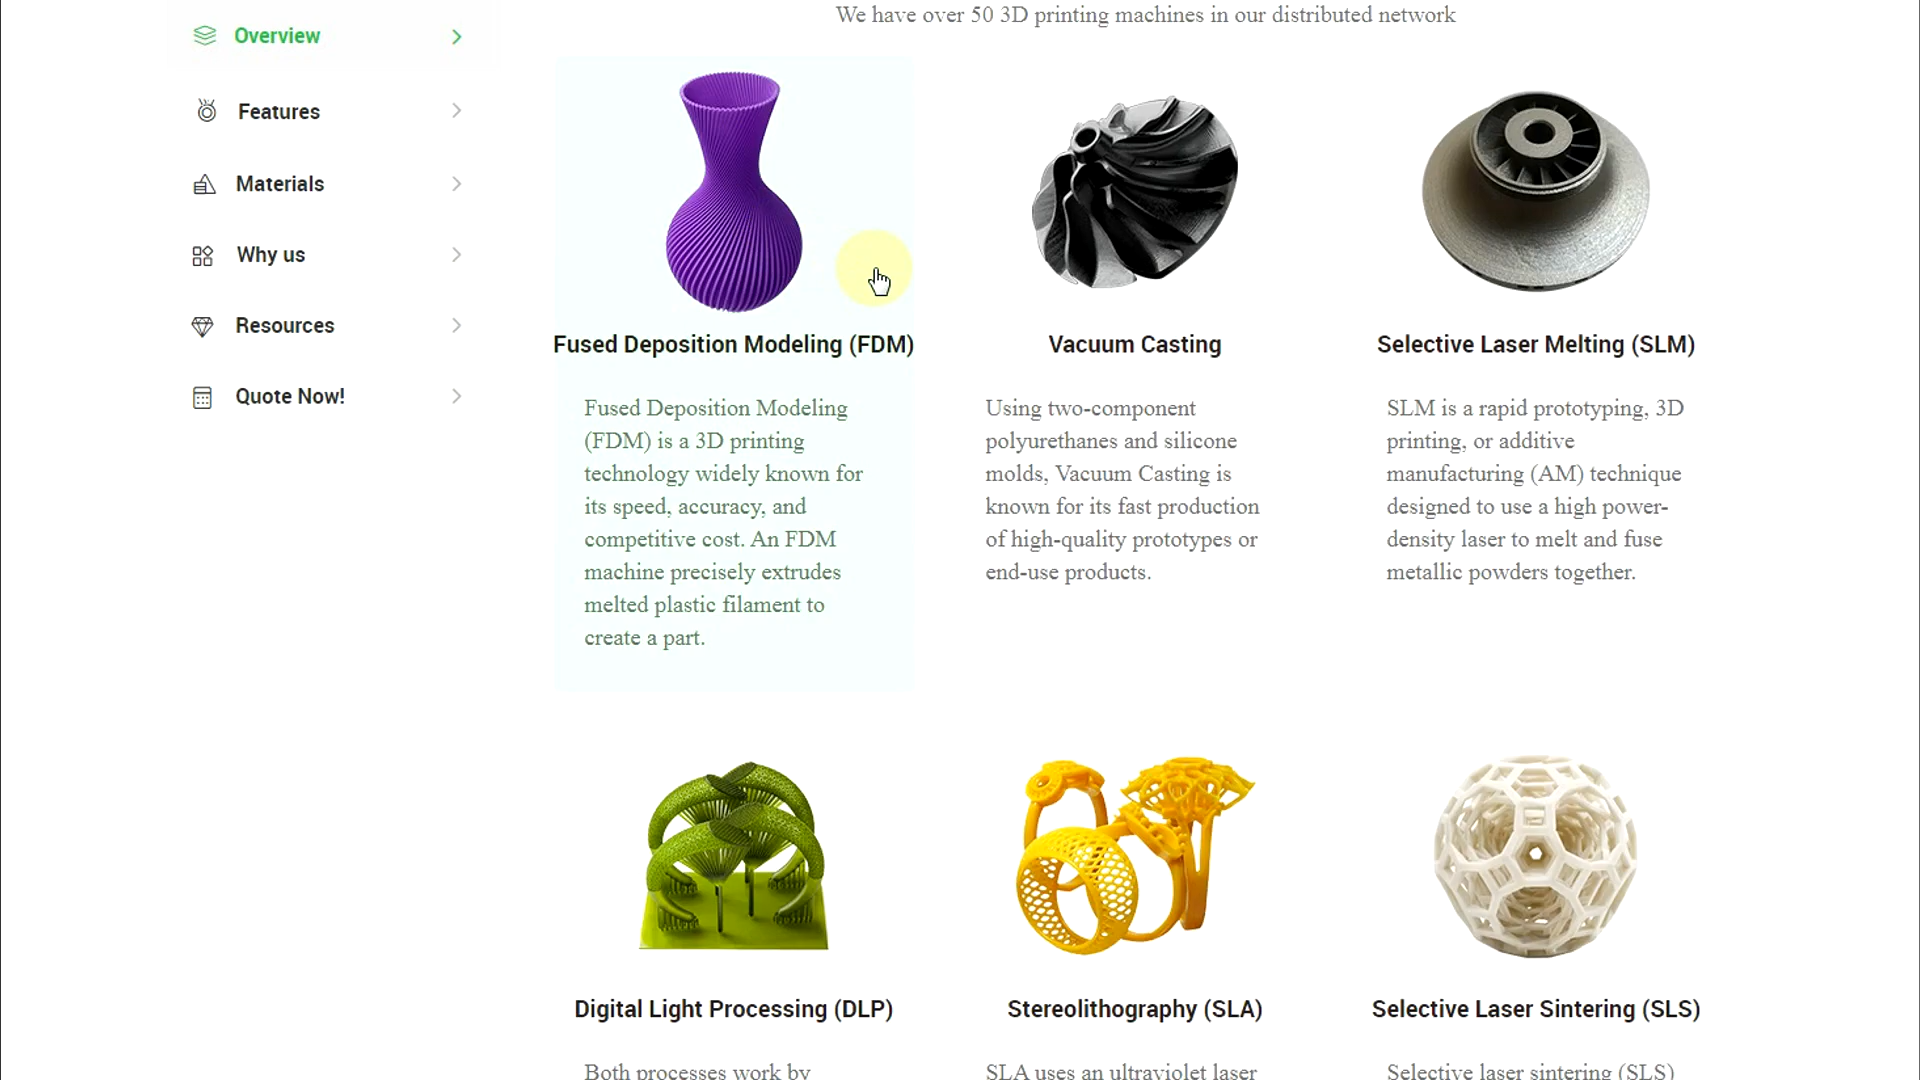 We have over 50 3D printing machines in our distributed network
Overview
Features
Materials
Why us
Resources
Quote Now!
Fused Deposition Modeling (FDM)
Fused Deposition Modeling
(FDM) is a 3D printing
technology widely known for
its speed, accuracy, and
competitive cost. An FDM
machine precisely extrudes
melted plastic filament to
create a part.
Vacuum Casting
Using two-component
polyurethanes and silicone
molds, Vacuum Casting is
known for its fast production
of high-quality prototypes or
end-use products.
Selective Laser Melting (SLM)
SLM is a rapid prototyping, 3D
printing, or additive
manufacturing (AM) technique
designed to use a high power-
density laser to melt and fuse
metallic powders together.
Digital Light Processing (DLP)
Both processes work by
Stereolithography (SLA)
SLA uses an ultraviolet laser
Selective Laser Sintering (SLS)
Selective laser sintering (SLS)